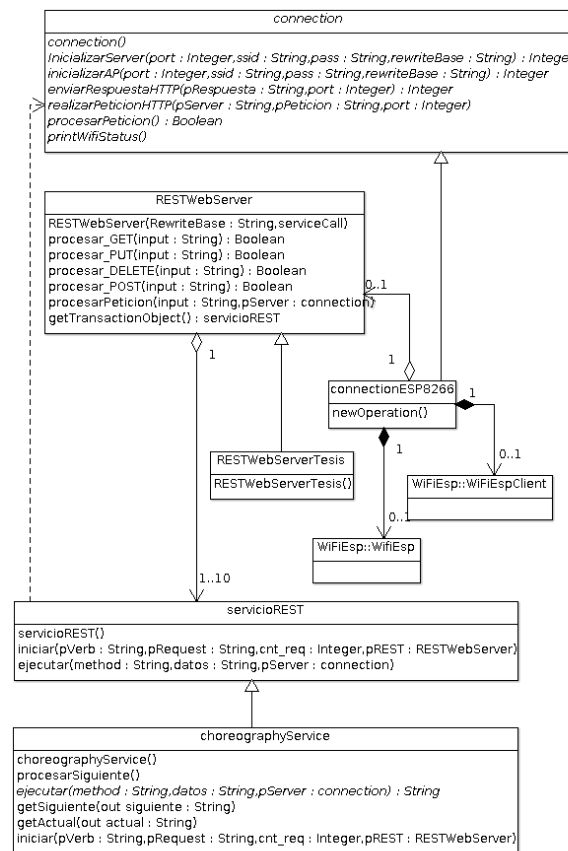 connection
connection()
InicializarServer(port : Integer,ssid : String,pass : String,rewriteBase : String) : Intege
inicializarAP(port : Integer,ssid : String,pass : String,rewriteBase : String) : Integer
enviarRespuestaHTTP(pRespuesta : String,port : Integer) : Integer
realizarPeticionHTTP(pServer : String,pPeticion : String,port : Integer)
procesarPeticion() : Boolean
printWifiStatus()
RESTWebServer
RESTWebServer(RewriteBase : String,serviceCall)
procesar_GET(input : String) : Boolean
procesar_PUT(input : String) : Boolean
procesar_DELETE(input : String) : Boolean
procesar_POST(input : String) : Boolean
procesarPeticion(input : String,pServer : connection)
getTransactionObject() : servicioREST
0..1
1
1
connectionESP8266
newOperation()
1
1
0..1
RESTWebServerTesis
RESTWebServerTesis()
WiFiEsp::WiFiEspClient
0..1
WiFiEsp::WifiEsp
1..10
servicioREST
servicioREST()
iniciar(pVerb : String,pRequest : String,cnt_req : Integer,pREST : RESTWebServer)
ejecutar(method : String,datos : String,pServer : connection)
choreographyService
choreographyService()
procesarSiguiente()
ejecutar(method : String,datos : String,pServer : connection) : String
getSiguiente(out siguiente : String)
getActual(out actual : String)
iniciar(pVerb : String,pRequest : String,cnt_req : Integer,pREST : RESTWebServer)